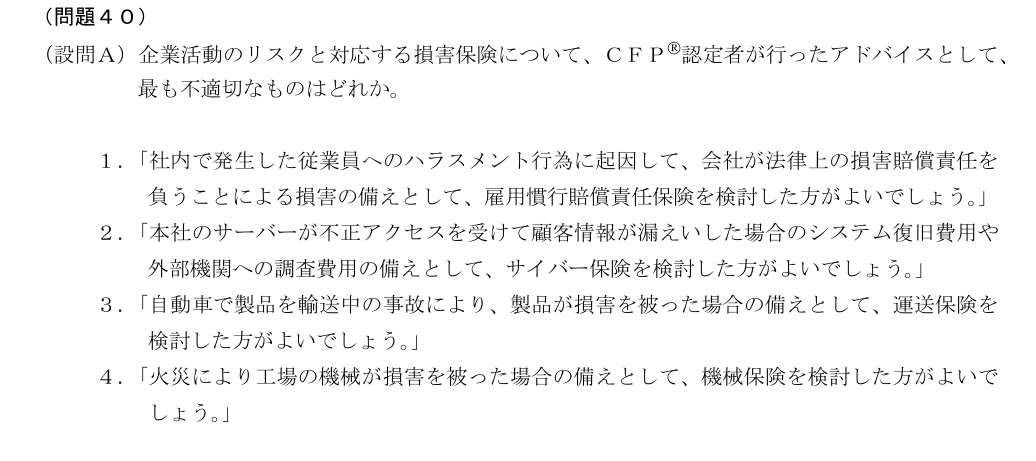 （問題４０）
（設問Ａ）企業活動のリスクと対応する損害保険について、ＣＦＰ®認定者が行ったアドバイスとして、
最も不適切なものはどれか。
１．「社内で発生した従業員へのハラスメント行為に起因して、会社が法律上の損害賠償責任を
負うことによる損害の備えとして、雇用慣行賠償責任保険を検討した方がよいでしょう。」
２．「本社のサーバーが不正アクセスを受けて顧客情報が漏えいした場合のシステム復旧費用や
外部機関への調査費用の備えとして、サイバー保険を検討した方がよいでしょう。」
３．「自動車で製品を輸送中の事故により、製品が損害を被った場合の備えとして、運送保険を
検討した方がよいでしょう。」
４．「火災により工場の機械が損害を被った場合の備えとして、機械保険を検討した方がよいで
しょう。」